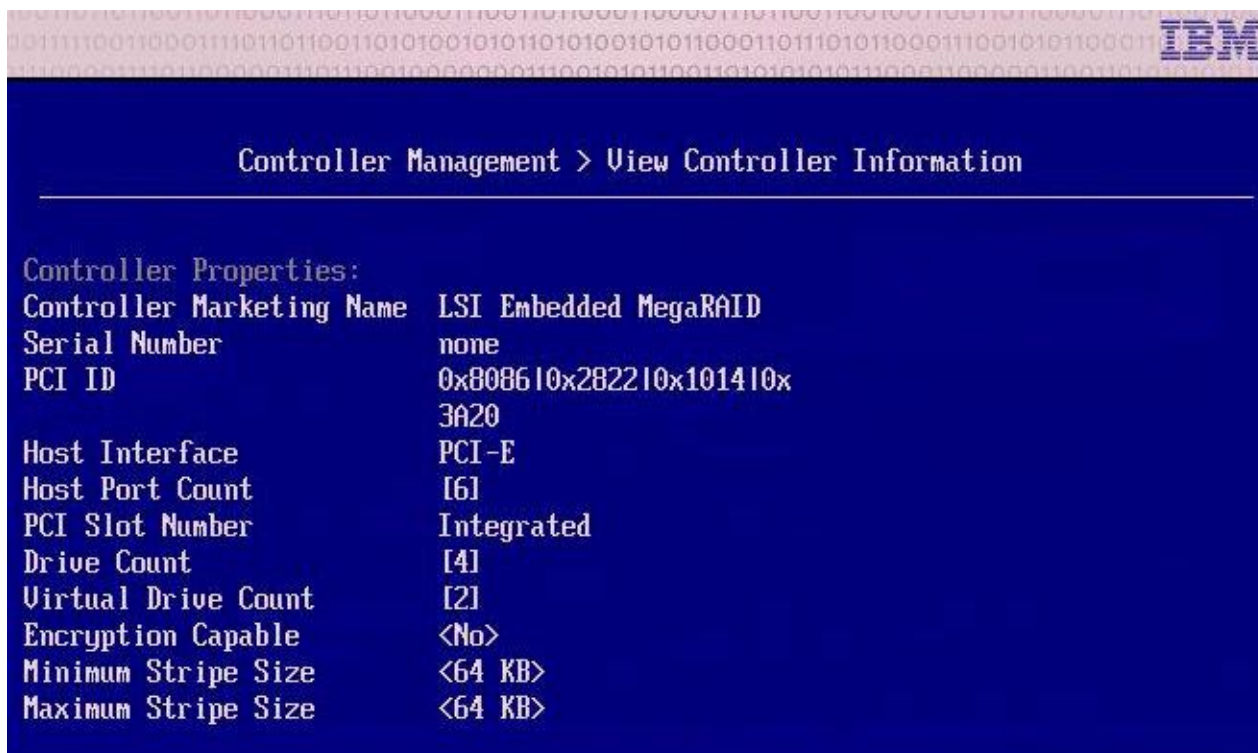 IBM
Controller Management > View Controller Information
Controller Properties:
Controller Marketing Name LSI Embedded MegaRAID
Serial Number none
PCI ID 0x8086|0x2822|0x1014|0x
3A20
Host Interface PCI-E
Host Port Count [6]
PCI Slot Number Integrated
Drive Count [4]
Virtual Drive Count [2]
Encryption Capable <No>
Minimum Stripe Size <64 KB>
Maximum Stripe Size <64 KB>